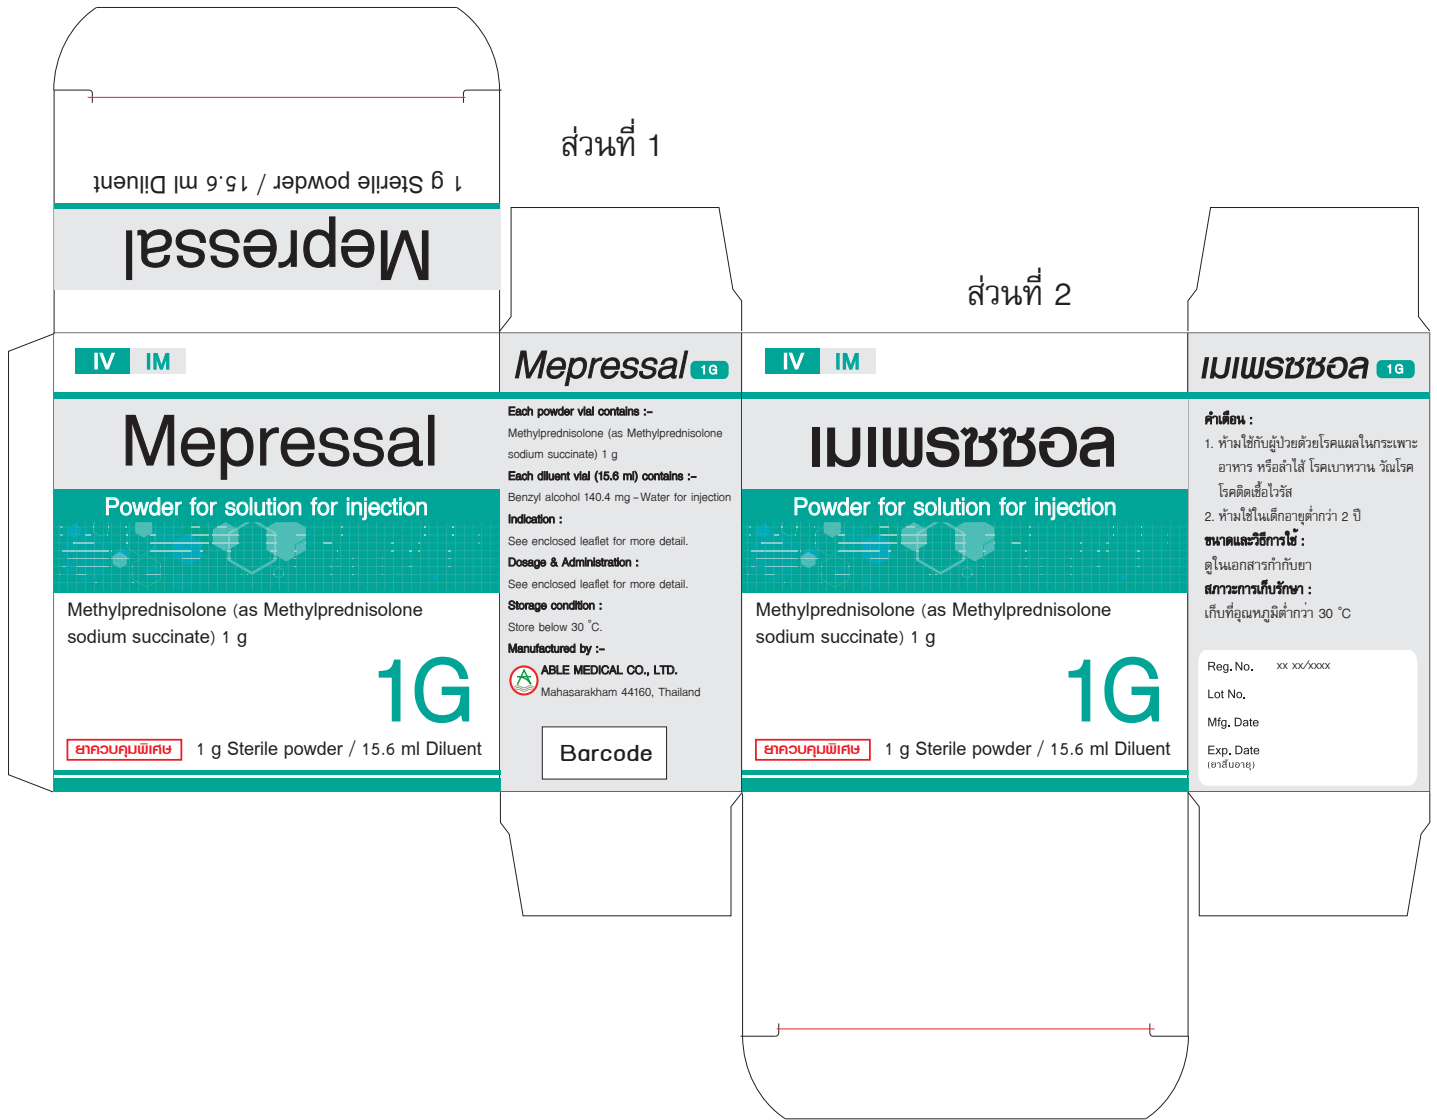 ส่วนที่ 1
1 g Sterile powder / 15.6 ml Diluent
Mepressal
ส่วนที่ 2
IV IM
Mepressal
Powder for solution for injection
Methylprednisolone (as Methylprednisolone
sodium succinate) 1 g
1G
ยาควบคุมพิเศษ 1 g Sterile powder / 15.6 ml Diluent
Mepressal 1G
Each powder vial contains :-
Methylprednisolone (as Methylprednisolone
sodium succinate) 1 g
Each diluent vial (15.6 ml) contains :-
Benzyl alcohol 140.4 mg - Water for injection
Indication :
See enclosed leaflet for more detail.
Dosage & Administration :
See enclosed leaflet for more detail.
Storage condition :
Store below 30 °C.
Manufactured by :-
ABLE MEDICAL CO., LTD.
Mahasarakham 44160, Thailand
Barcode
IV IM
เมเพรซซอล
Powder for solution for injection
Methylprednisolone (as Methylprednisolone
sodium succinate) 1 g
1G
ยาควบคุมพิเศษ 1 g Sterile powder / 15.6 ml Diluent
เมเพรซซอล 1G
คำเตือน :
1. ห้ามใช้กับผู้ป่วยด้วยโรคแผลในกระเพาะ
อาหาร หรือลำไส้ โรคเบาหวาน วัณโรค
โรคติดเชื้อไวรัส
2. ห้ามใช้ในเด็กอายุต่ำกว่า 2 ปี
ขนาดและวิธีการใช้ :
ดูในเอกสารกำกับยา
สภาวะการเก็บรักษา :
เก็บที่อุณหภูมิต่ำกว่า 30 °C
Reg. No. xx xx/xxxx
Lot No.
Mfg. Date
Exp. Date
(ยาสิ้นอายุ)